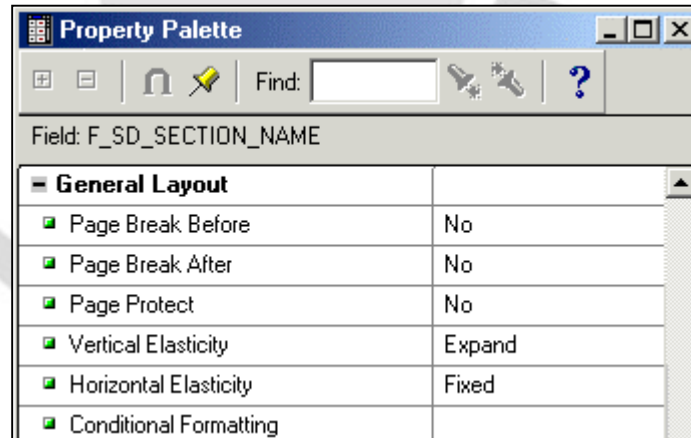 Property Palette
Find: ?
Field: F_SD_SECTION_NAME
General Layout
Page Break Before No
Page Break After No
Page Protect No
Vertical Elasticity Expand
Horizontal Elasticity Fixed
Conditional Formatting